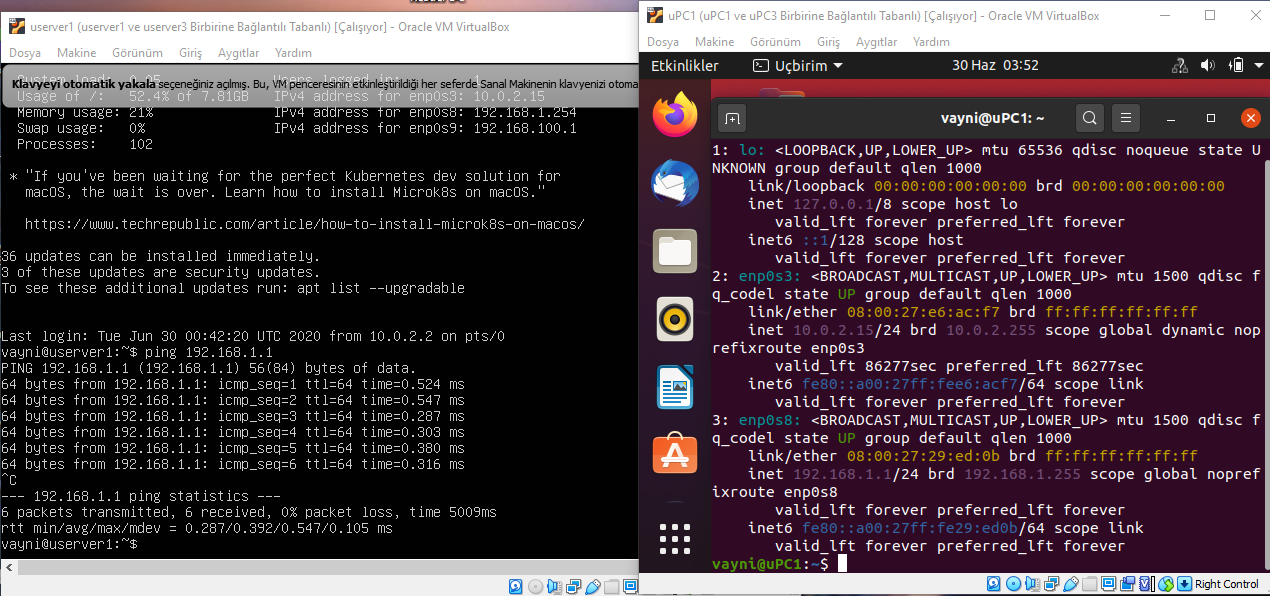 userver1 (userver1 ve userver3 Birbirine Bağlantılı Tabanlı) [Çalışıyor] - Oracle VM VirtualBox
Dosya Makine Görünüm Giriş Aygıtlar Yardım
Klavyeyi otomatik yakala seçeneğiniz açılmış. Bu, VM penceresinin etkinleştirildiği her seferde Sanal Makinenin klavyenizi otoma
System load: 0.05 Users logged in: 1
Usage of /: 52.4% of 7.81GB IPv4 address for enp0s3: 10.0.2.15
Memory usage: 21% IPv4 address for enp0s8: 192.168.1.254
Swap usage: 0% IPv4 address for enp0s9: 192.168.100.1
Processes: 102
* "If you've been waiting for the perfect Kubernetes dev solution for
macOS, the wait is over. Learn how to install Microk8s on macOS."
https://www.techrepublic.com/article/how-to-install-microk8s-on-macos/
36 updates can be installed immediately.
3 of these updates are security updates.
To see these additional updates run: apt list --upgradable
Last login: Tue Jun 30 00:42:20 UTC 2020 from 10.0.2.2 on pts/0
vayni@userver1:~$ ping 192.168.1.1
PING 192.168.1.1 (192.168.1.1) 56(84) bytes of data.
64 bytes from 192.168.1.1: icmp_seq=1 ttl=64 time=0.524 ms
64 bytes from 192.168.1.1: icmp_seq=2 ttl=64 time=0.547 ms
64 bytes from 192.168.1.1: icmp_seq=3 ttl=64 time=0.287 ms
64 bytes from 192.168.1.1: icmp_seq=4 ttl=64 time=0.303 ms
64 bytes from 192.168.1.1: icmp_seq=5 ttl=64 time=0.380 ms
64 bytes from 192.168.1.1: icmp_seq=6 ttl=64 time=0.316 ms
^C
--- 192.168.1.1 ping statistics ---
6 packets transmitted, 6 received, 0% packet loss, time 5009ms
rtt min/avg/max/mdev = 0.287/0.392/0.547/0.105 ms
vayni@userver1:~$
uPC1 (uPC1 ve uPC3 Birbirine Bağlantılı Tabanlı) [Çalışıyor] - Oracle VM VirtualBox
Dosya Makine Görünüm Giriş Aygıtlar Yardım
Etkinlikler Uçbirim 30 Haz 03:52
vayni@uPC1: ~
1: lo: <LOOPBACK,UP,LOWER_UP> mtu 65536 qdisc noqueue state U
NKNOWN group default qlen 1000
link/loopback 00:00:00:00:00:00 brd 00:00:00:00:00:00
inet 127.0.0.1/8 scope host lo
valid_lft forever preferred_lft forever
inet6 ::1/128 scope host
valid_lft forever preferred_lft forever
2: enp0s3: <BROADCAST,MULTICAST,UP,LOWER_UP> mtu 1500 qdisc f
q_codel state UP group default qlen 1000
link/ether 08:00:27:e6:ac:f7 brd ff:ff:ff:ff:ff:ff
inet 10.0.2.15/24 brd 10.0.2.255 scope global dynamic nop
refixroute enp0s3
valid_lft 86277sec preferred_lft 86277sec
inet6 fe80::a00:27ff:fee6:acf7/64 scope link
valid_lft forever preferred_lft forever
3: enp0s8: <BROADCAST,MULTICAST,UP,LOWER_UP> mtu 1500 qdisc f
q_codel state UP group default qlen 1000
link/ether 08:00:27:29:ed:0b brd ff:ff:ff:ff:ff:ff
inet 192.168.1.1/24 brd 192.168.1.255 scope global nopref
ixroute enp0s8
valid_lft forever preferred_lft forever
inet6 fe80::a00:27ff:fe29:ed0b/64 scope link
valid_lft forever preferred_lft forever
vayni@uPC1:~$
Right Control